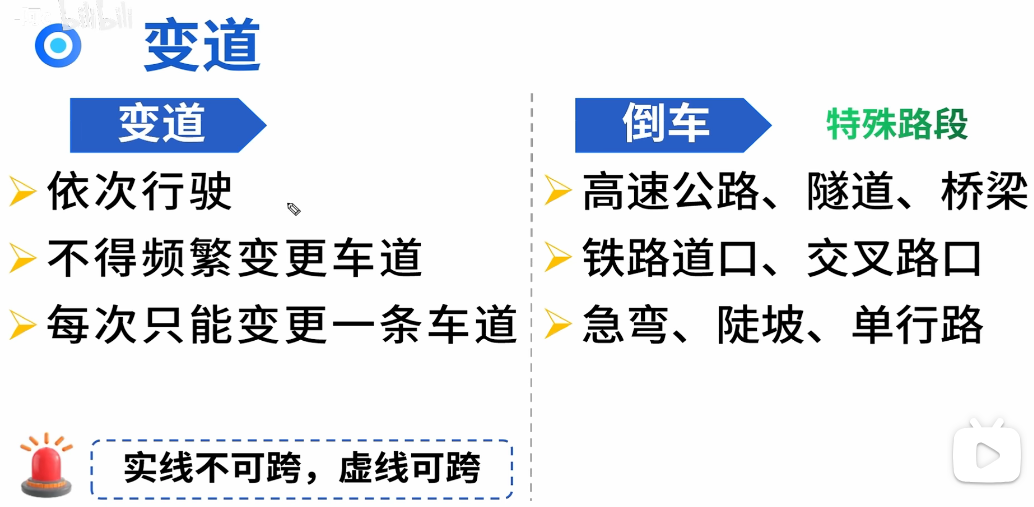 bilibili
变道
变道
依次行驶
不得频繁变更车道
每次只能变更一条车道
实线不可跨，虚线可跨
倒车
特殊路段
高速公路、隧道、桥梁
铁路道口、交叉路口
急弯、陡坡、单行路